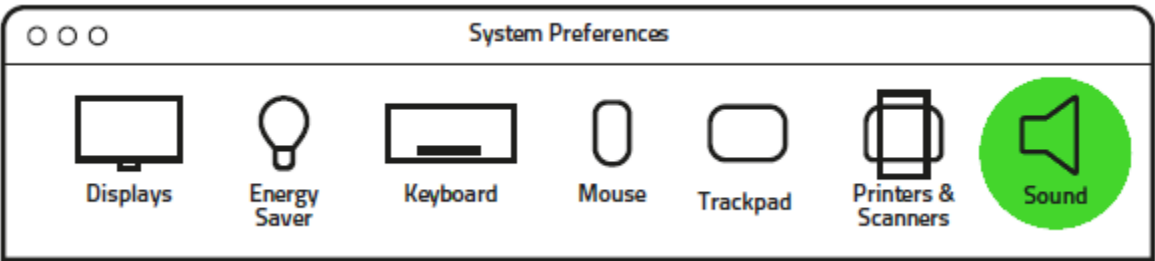 System Preferences
Displays
Energy
Saver
Keyboard
Mouse
Trackpad
Printers &
Scanners
Sound